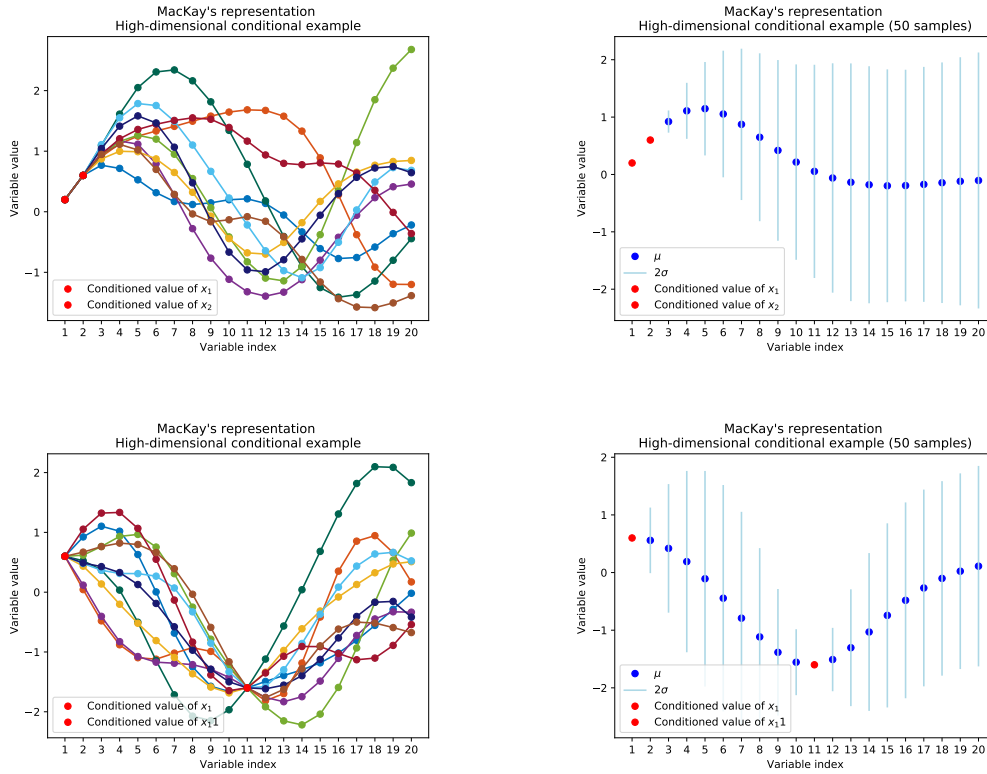 MacKay's representation
High-dimensional conditional example
Variable value
2
1
0
−1
Conditioned value of x₁
Conditioned value of x₂
1 2 3 4 5 6 7 8 9 10 11 12 13 14 15 16 17 18 19 20
Variable index
MacKay's representation
High-dimensional conditional example (50 samples)
Variable value
2
1
0
−1
−2
μ
2σ
Conditioned value of x₁
Conditioned value of x₂
1 2 3 4 5 6 7 8 9 10 11 12 13 14 15 16 17 18 19 20
Variable index
MacKay's representation
High-dimensional conditional example
Variable value
2
1
0
−1
−2
Conditioned value of x₁
Conditioned value of x₁1
1 2 3 4 5 6 7 8 9 10 11 12 13 14 15 16 17 18 19 20
Variable index
MacKay's representation
High-dimensional conditional example (50 samples)
Variable value
2
1
0
−1
−2
μ
2σ
Conditioned value of x₁
Conditioned value of x₁1
1 2 3 4 5 6 7 8 9 10 11 12 13 14 15 16 17 18 19 20
Variable index